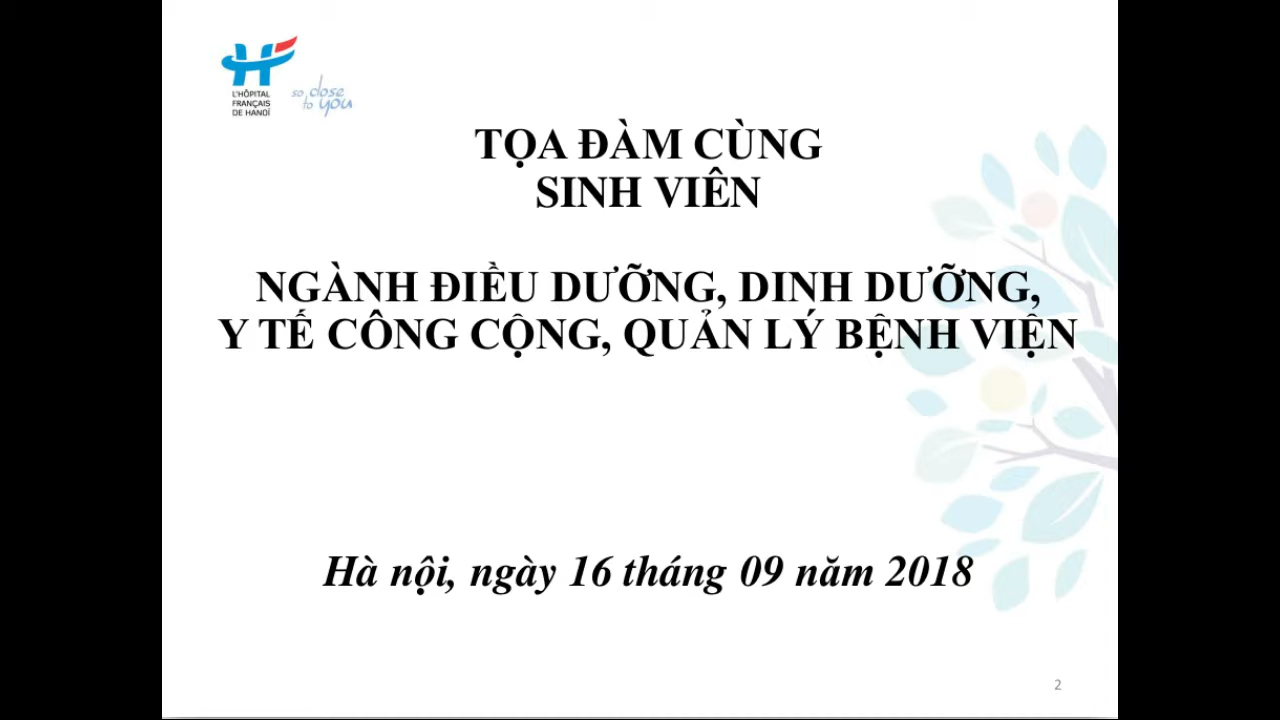 L'HÔPITAL
FRANÇAIS
DE HANOÏ
so close
to you
TỌA ĐÀM CÙNG
SINH VIÊN
NGÀNH ĐIỀU DƯỠNG, DINH DƯỠNG,
Y TẾ CÔNG CỘNG, QUẢN LÝ BỆNH VIỆN
Hà nội, ngày 16 tháng 09 năm 2018
2